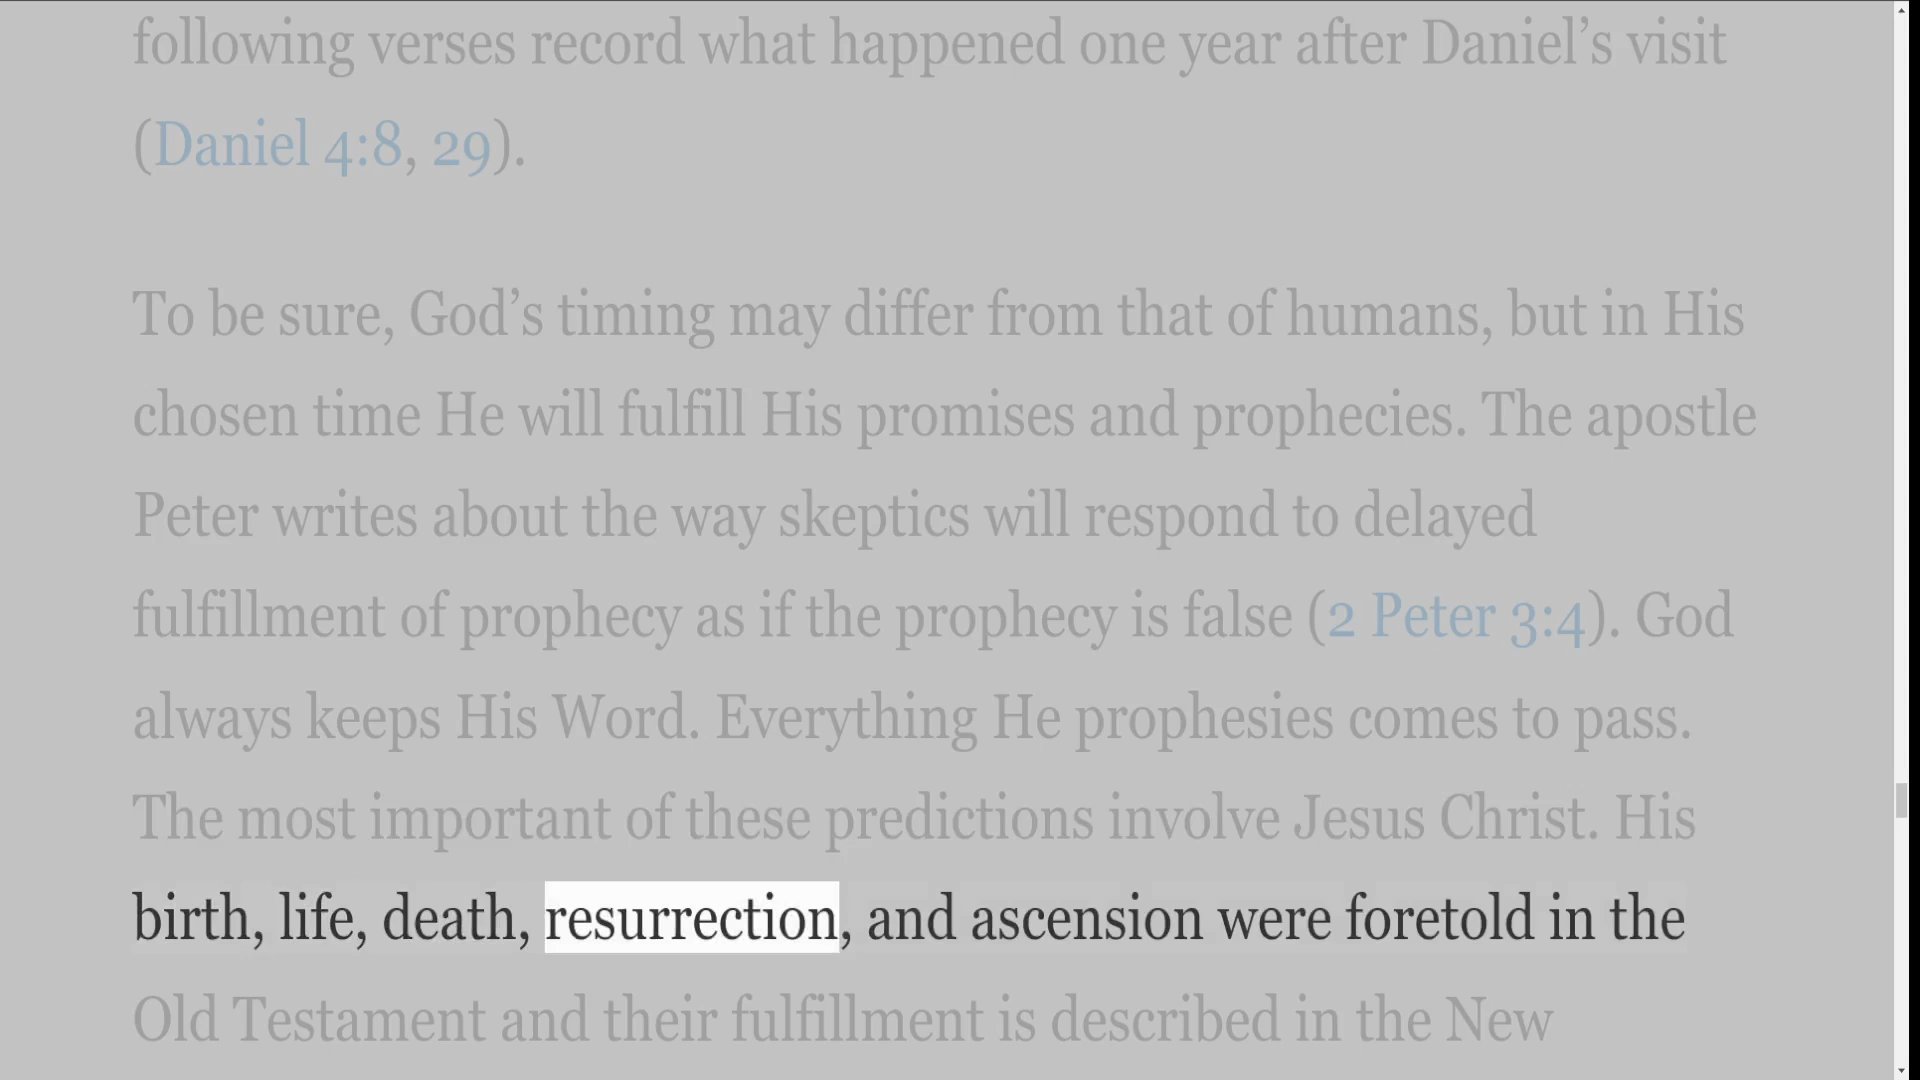 following verses record what happened one year after Daniel’s visit
(Daniel 4:8, 29).
To be sure, God’s timing may differ from that of humans, but in His
chosen time He will fulfill His promises and prophecies. The apostle
Peter writes about the way skeptics will respond to delayed
fulfillment of prophecy as if the prophecy is false (2 Peter 3:4). God
always keeps His Word. Everything He prophesies comes to pass.
The most important of these predictions involve Jesus Christ. His
birth, life, death, resurrection, and ascension were foretold in the
Old Testament and their fulfillment is described in the New